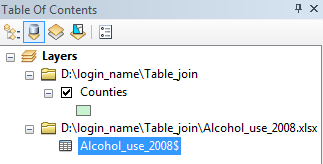 Table Of Contents
Layers
D:\login_name\Table_join
Counties
D:\login_name\Table_join\Alcohol_use_2008.xlsx
Alcohol_use_2008$